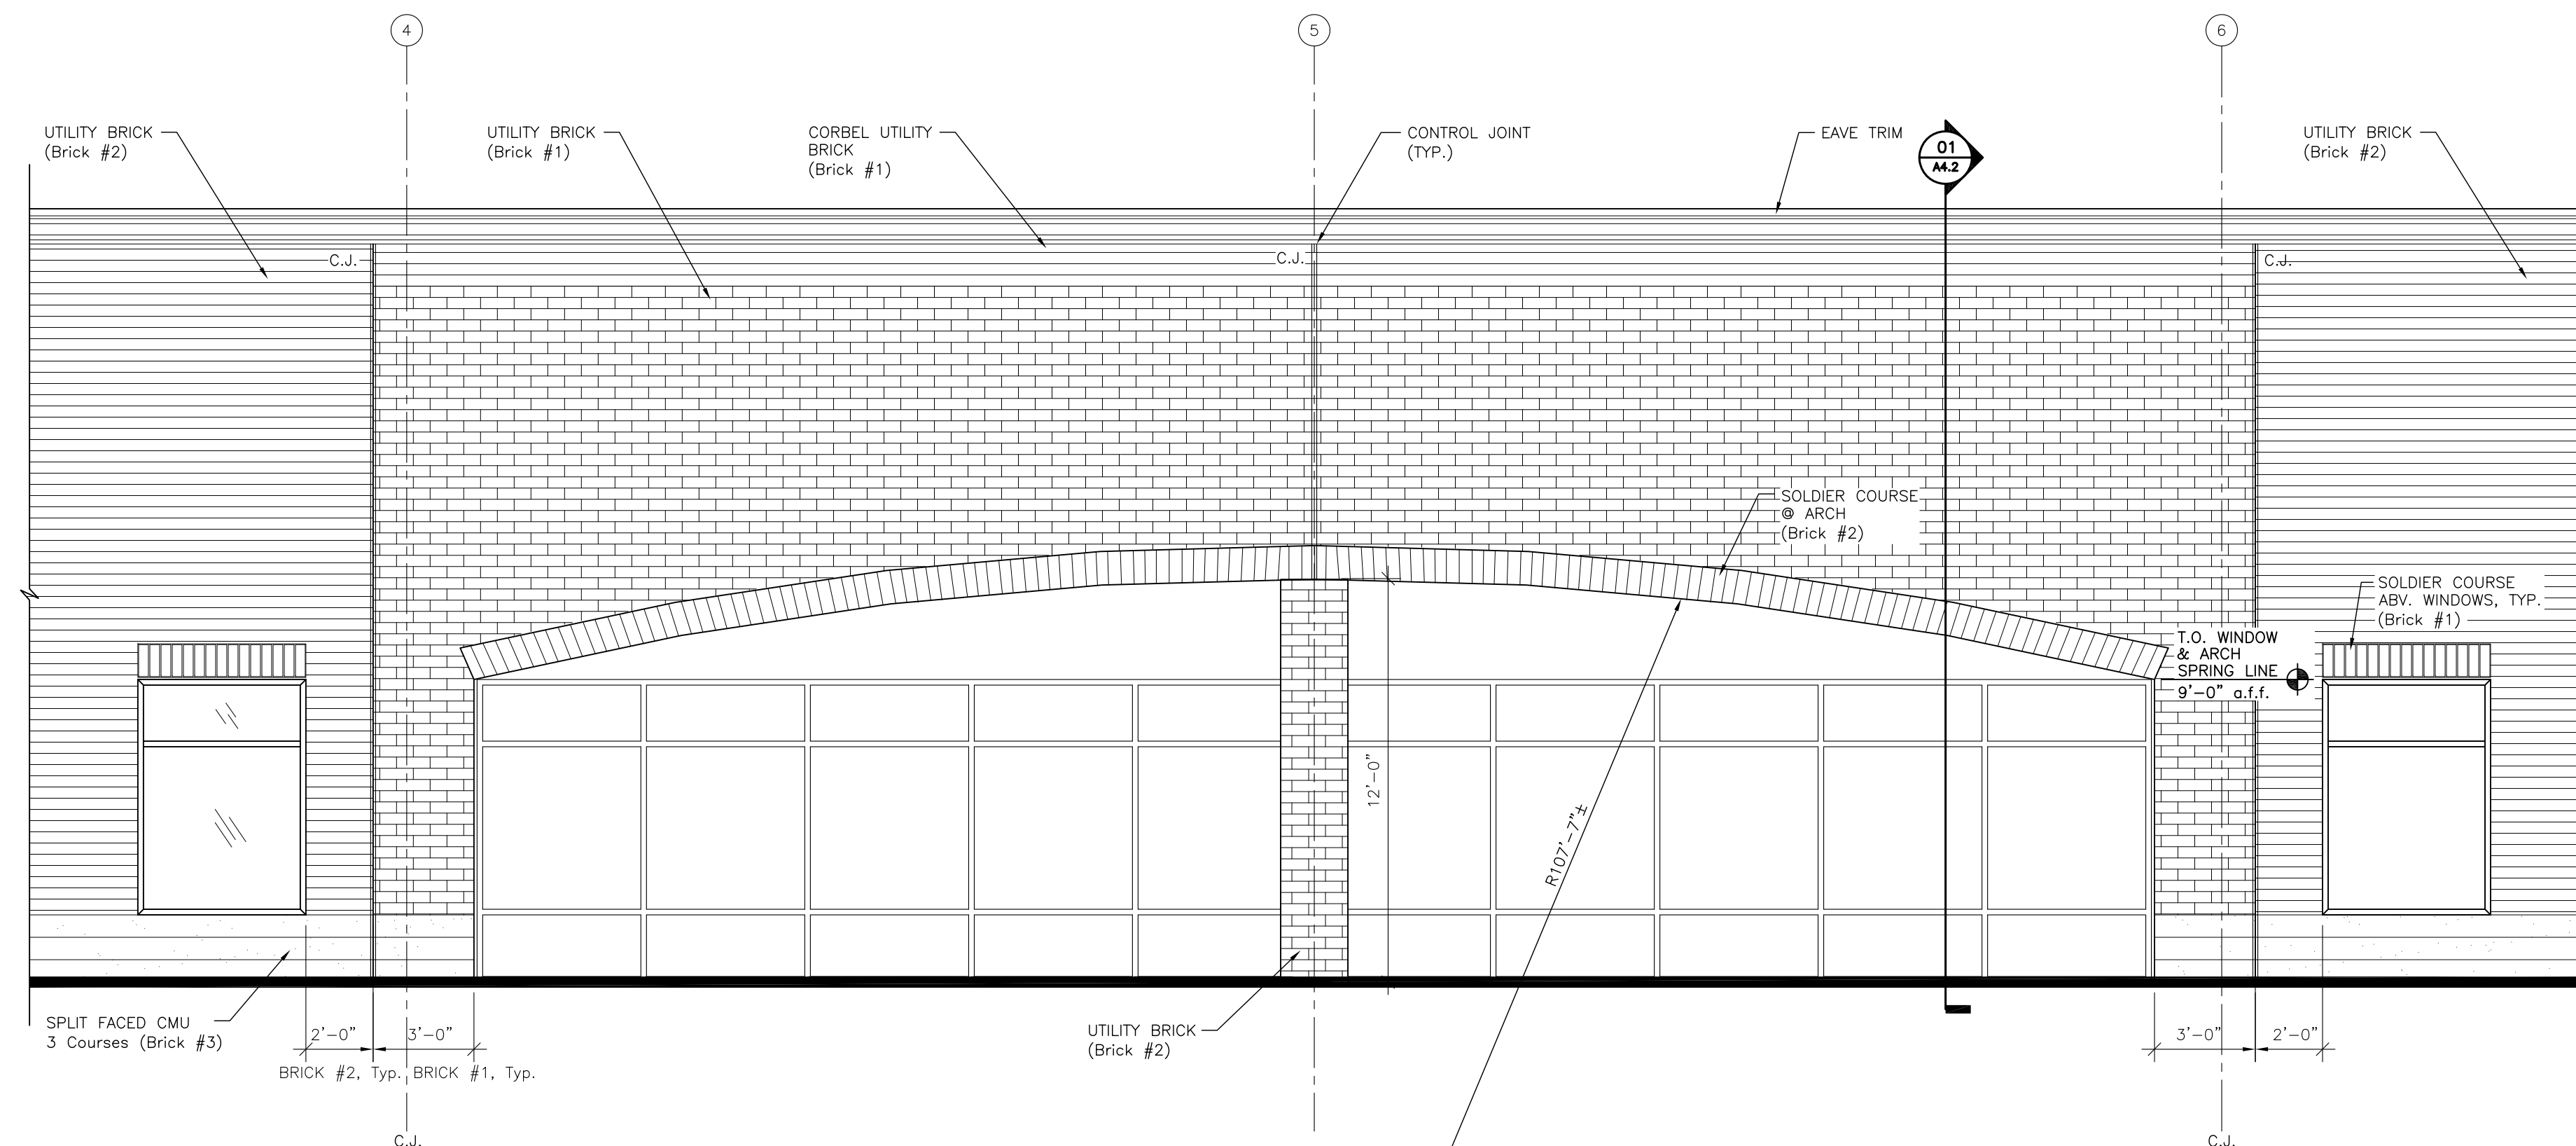 4
5
6
UTILITY BRICK
(Brick #2)
UTILITY BRICK
(Brick #1)
CORBEL UTILITY
BRICK
(Brick #1)
CONTROL JOINT
(TYP.)
EAVE TRIM
01
A4.2
UTILITY BRICK
(Brick #2)
C.J.
C.J.
C.J.
SOLDIER COURSE
@ ARCH
(Brick #2)
SOLDIER COURSE
ABV. WINDOWS, TYP.
(Brick #1)
T.O. WINDOW
& ARCH
SPRING LINE
9'-0" a.f.f.
12'-0"
R107'-7"±
SPLIT FACED CMU
3 Courses (Brick #3)
2'-0"
3'-0"
BRICK #2, Typ.
BRICK #1, Typ.
UTILITY BRICK
(Brick #2)
3'-0"
2'-0"
C.J.
C.J.